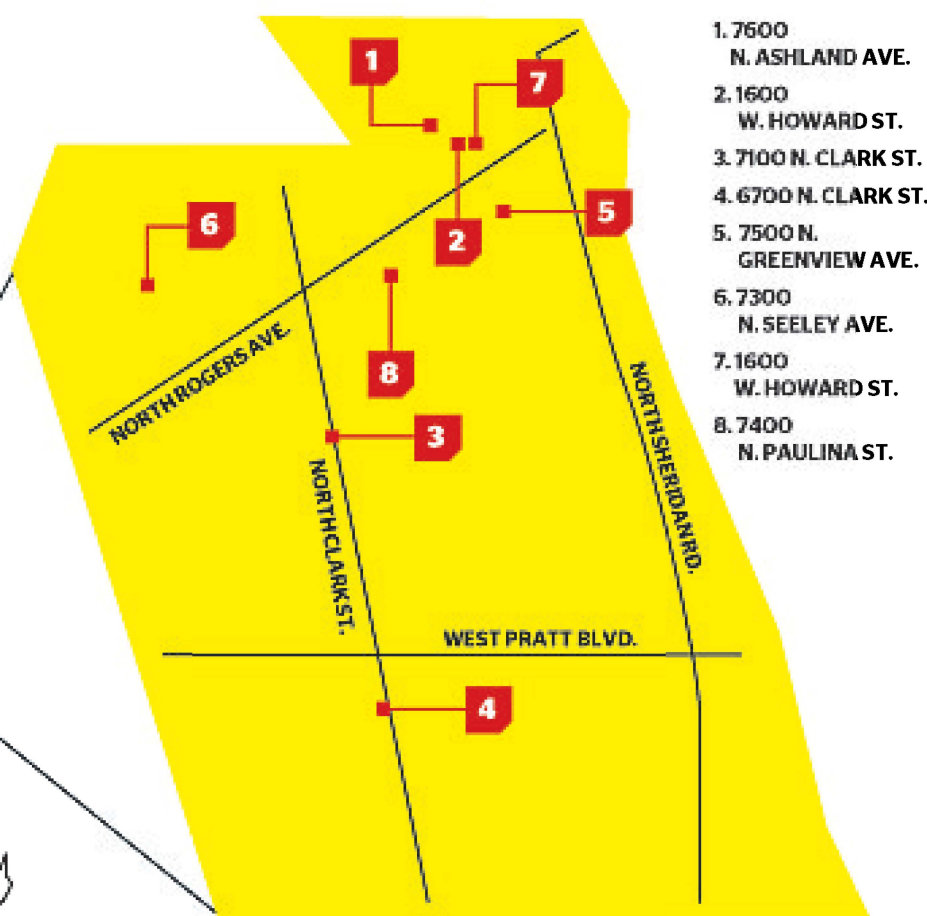 1. 7600
N. ASHLAND AVE.
2. 1600
W. HOWARD ST.
3. 7100 N. CLARK ST.
4. 6700 N. CLARK ST.
5. 7500 N.
GREENVIEW AVE.
6. 7300
N. SEELEY AVE.
7. 1600
W. HOWARD ST.
8. 7400
N. PAULINA ST.
1
7
6
5
2
NORTH ROGERS AVE.
8
3
NORTH SHERIDAN RD.
NORTH CLARK ST.
WEST PRATT BLVD.
4